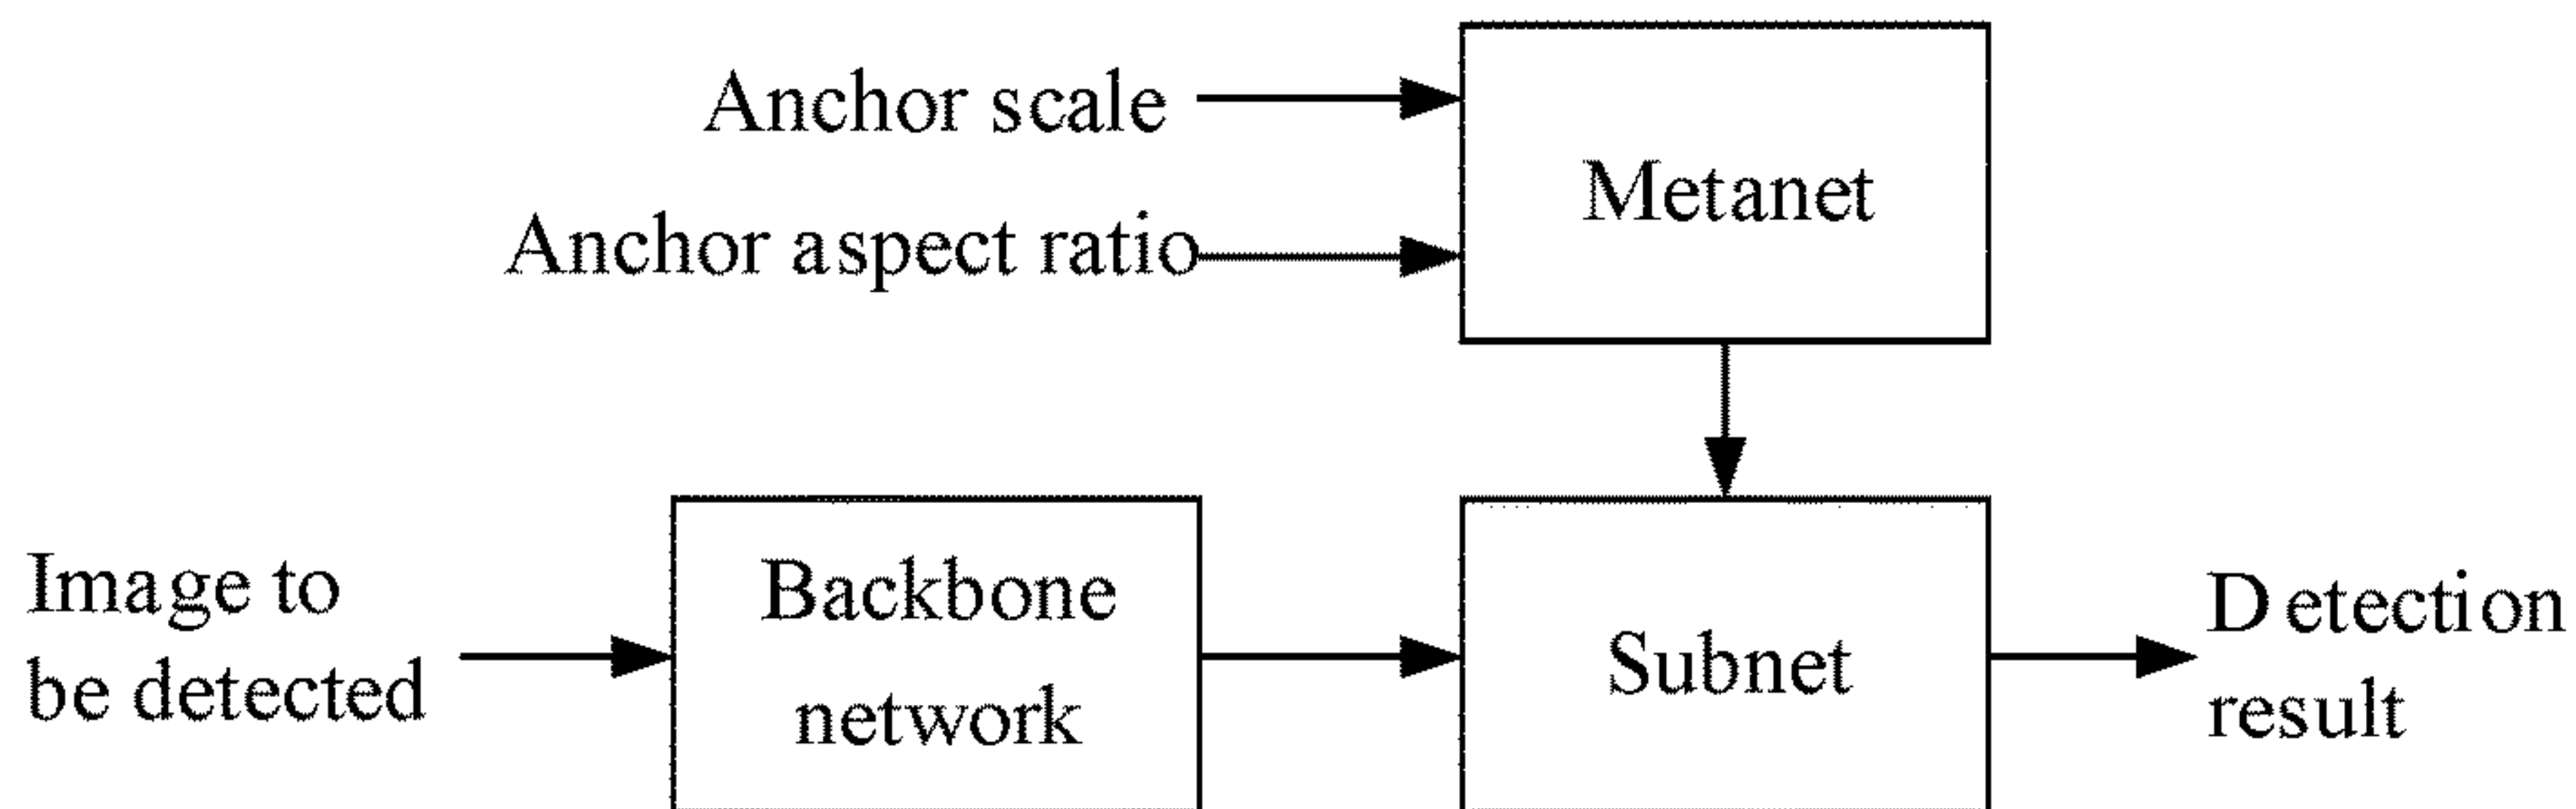 Anchor scale
Anchor aspect ratio
Metanet
Image to
be detected
Backbone
network
Subnet
Detection
result